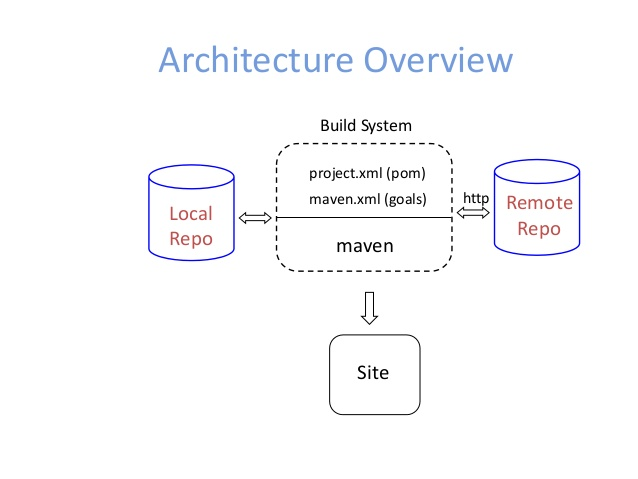 Architecture Overview
Build System
project.xml (pom)
maven.xml (goals)
maven
Local
Repo
http
Remote
Repo
Site